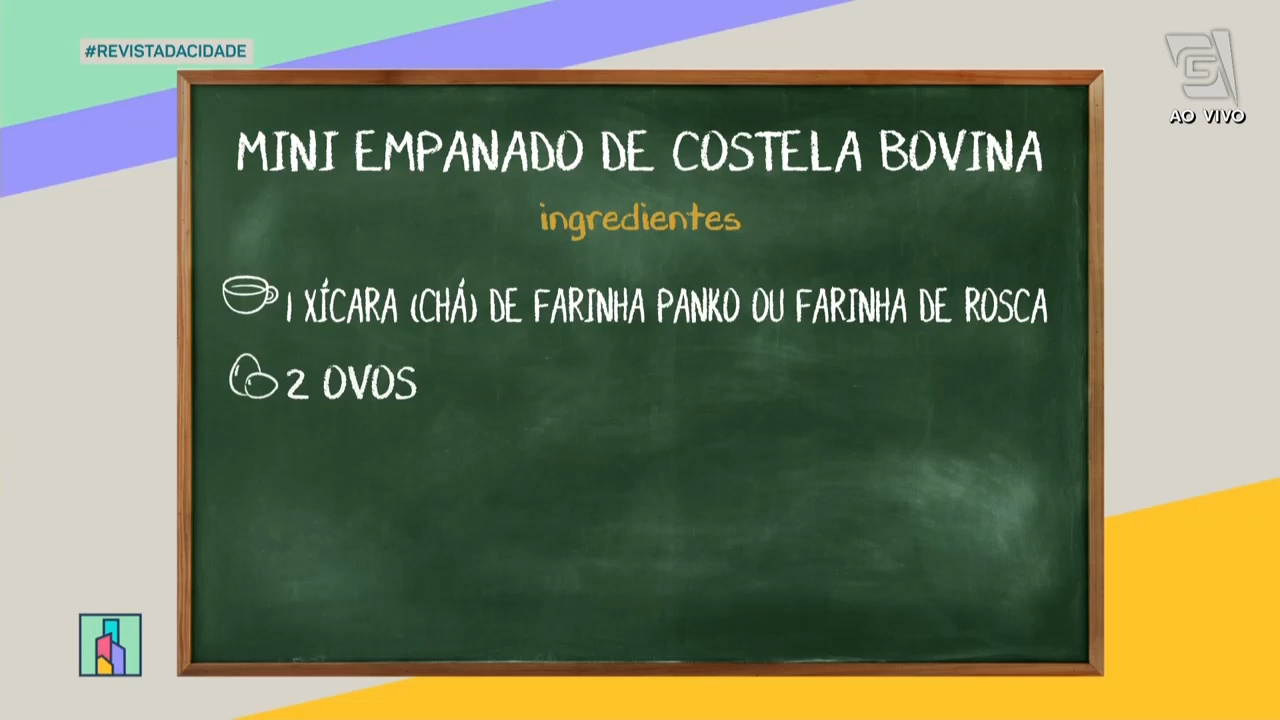 #REVISTADACIDADE
G
AO VIVO
MINI EMPANADO DE COSTELA BOVINA
ingredientes
1 XÍCARA (CHÁ) DE FARINHA PANKO OU FARINHA DE ROSCA
2 OVOS